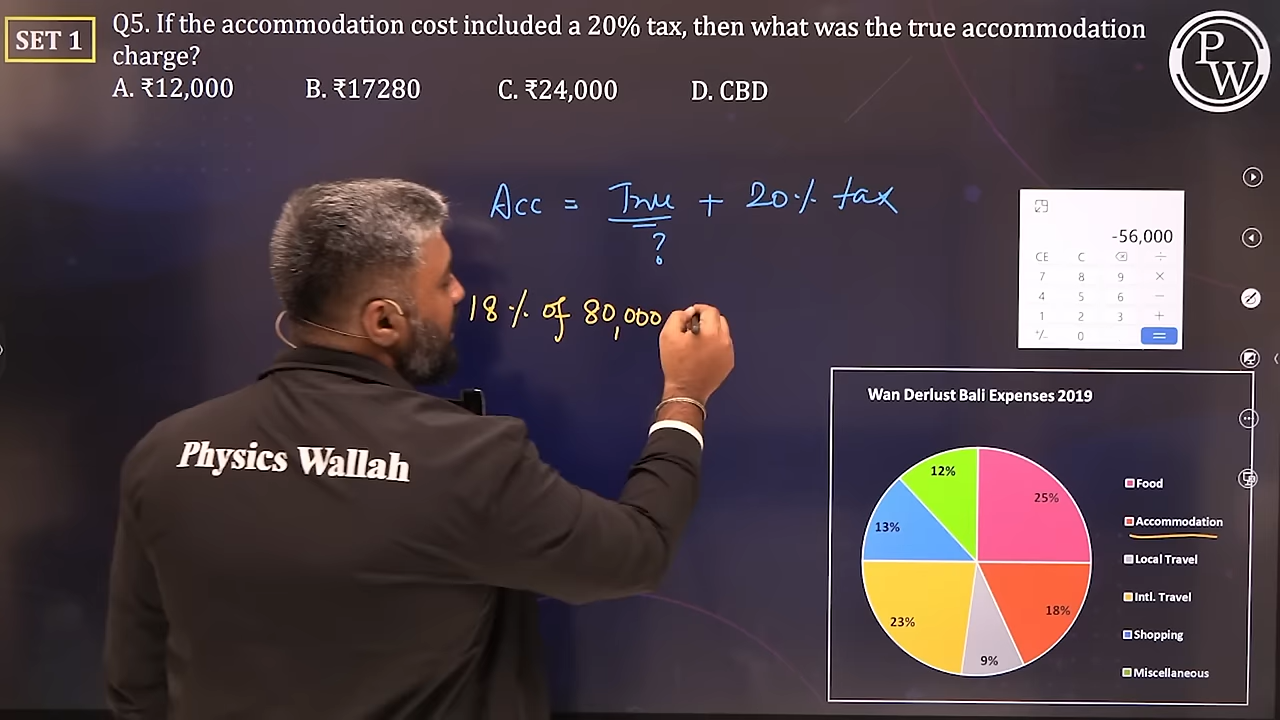 SET 1
Q5. If the accommodation cost included a 20% tax, then what was the true accommodation
charge?
A. ₹12,000 B. ₹17280 C. ₹24,000 D. CBD
P
W
Acc = True + 20% tax
?
18% of 80,000
-56,000
CE C ÷
7 8 9 ×
4 5 6 −
1 2 3 +
+/- 0 =
Physics Wallah
Wan Derlust Bali Expenses 2019
12%
25%
13%
18%
23%
9%
Food
Accommodation
Local Travel
Intl. Travel
Shopping
Miscellaneous